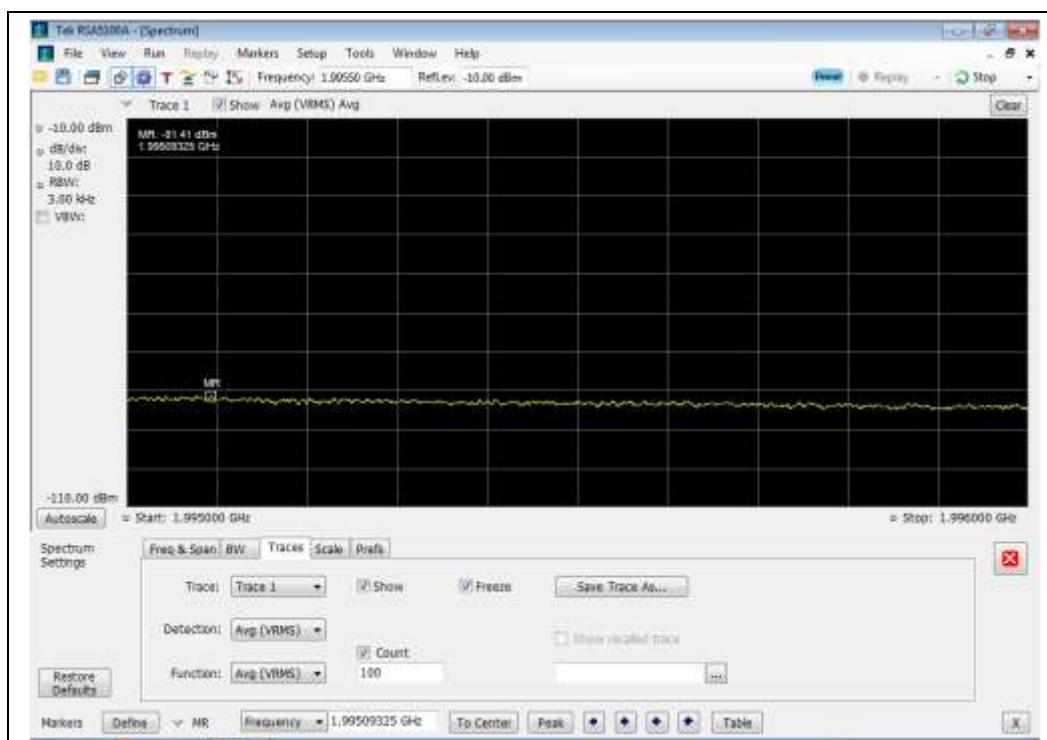 Tek RSA5100A - [Spectrum]
File View Run Replay Markers Setup Tools Window Help
Frequency: 1.99550 GHz RefLev: -10.00 dBm Preset Replay Stop
Trace 1 Show Avg (VRMS) Avg Clear
-10.00 dBm
dB/div:
10.0 dB
RBW:
3.00 kHz
VBW:
MR: -81.41 dBm
1.99509325 GHz
MR
-110.00 dBm
Autoscale Start: 1.995000 GHz Stop: 1.996000 GHz
Spectrum
Settings
Freq & Span BW Traces Scale Prefs
Trace: Trace 1 Show Freeze Save Trace As...
Detection: Avg (VRMS)
Show recalled trace
Count
Function: Avg (VRMS) 100 ...
Restore
Defaults
Markers Define MR Frequency 1.99509325 GHz To Center Peak Table X